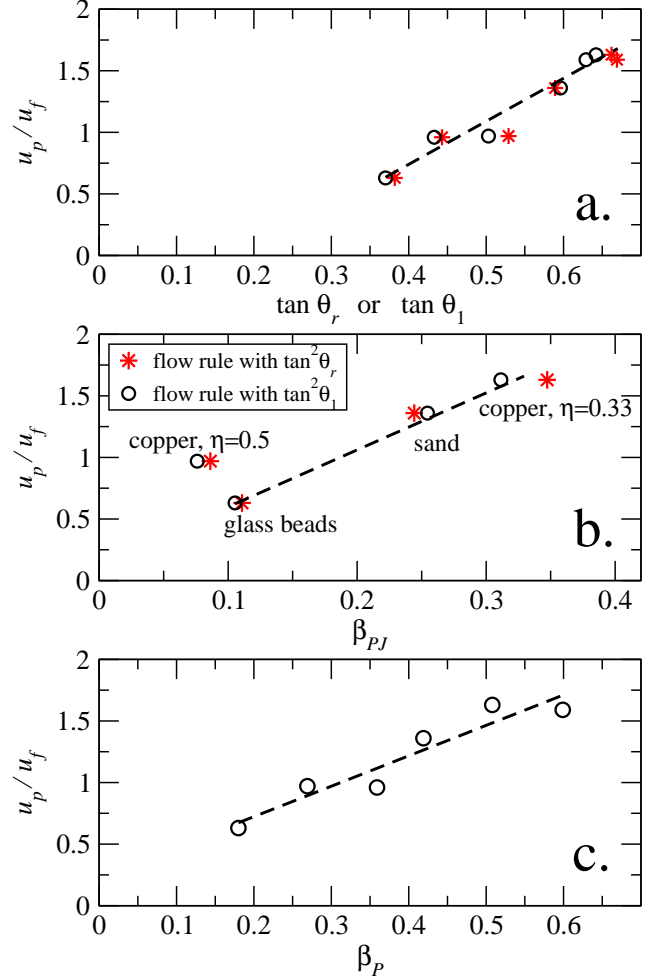 2
1.5
1
0.5
0
u_p / u_f
a.
0 0.1 0.2 0.3 0.4 0.5 0.6
tan θ_r or tan θ_1
2
1.5
1
0.5
0
u_p / u_f
flow rule with tan²θ_r
flow rule with tan²θ_1
copper, η=0.33
copper, η=0.5
sand
glass beads
b.
0 0.1 0.2 0.3 0.4
β_PJ
2
1.5
1
0.5
0
u_p / u_f
c.
0 0.1 0.2 0.3 0.4 0.5 0.6
β_P